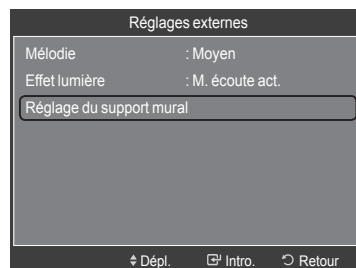 Réglages externes
Mélodie : Moyen
Effet lumière : M. écoute act.
Réglage du support mural
Dépl. Intro. Retour